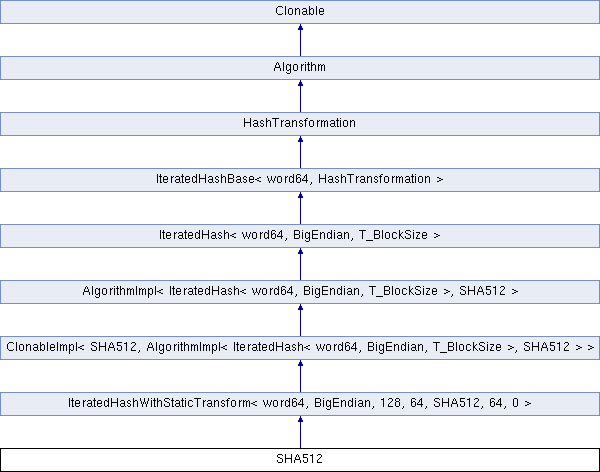 Clonable
Algorithm
HashTransformation
IteratedHashBase< word64, HashTransformation >
IteratedHash< word64, BigEndian, T_BlockSize >
AlgorithmImpl< IteratedHash< word64, BigEndian, T_BlockSize >, SHA512 >
ClonableImpl< SHA512, AlgorithmImpl< IteratedHash< word64, BigEndian, T_BlockSize >, SHA512 > >
IteratedHashWithStaticTransform< word64, BigEndian, 128, 64, SHA512, 64, 0 >
SHA512